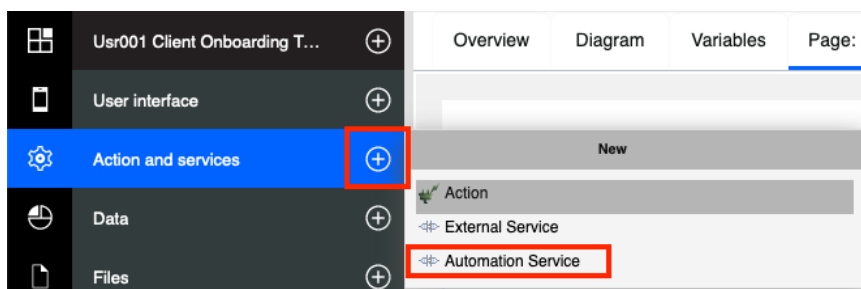 Usr001 Client Onboarding T...
Overview
Diagram
Variables
Page:
User interface
Action and services
New
Action
Data
External Service
Automation Service
Files